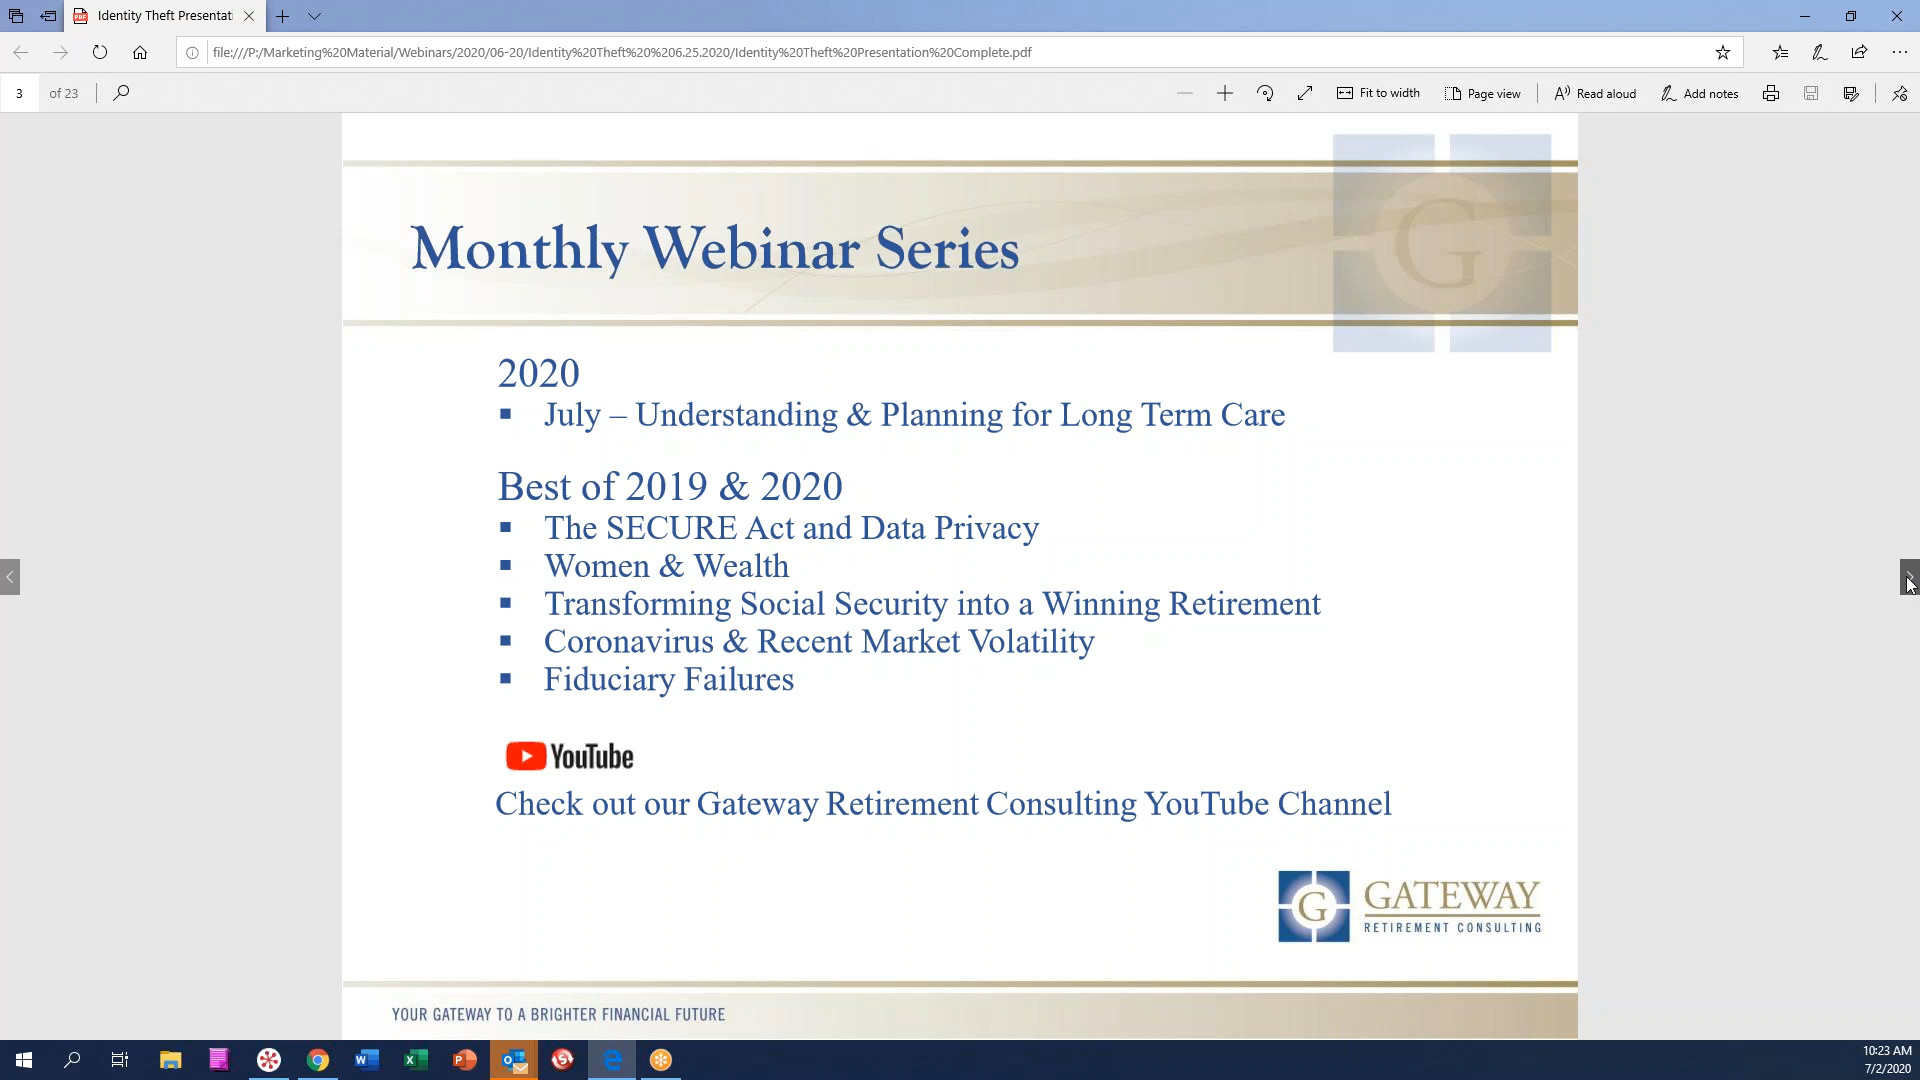 Identity Theft Presentati
file:///P:/Marketing%20Material/Webinars/2020/06-20/Identity%20Theft%20%206.25.2020/Identity%20Theft%20Presentation%20Complete.pdf
3 of 23
Fit to width Page view Read aloud Add notes
G
Monthly Webinar Series
2020
▪ July – Understanding & Planning for Long Term Care
Best of 2019 & 2020
▪ The SECURE Act and Data Privacy
▪ Women & Wealth
▪ Transforming Social Security into a Winning Retirement
▪ Coronavirus & Recent Market Volatility
▪ Fiduciary Failures
YouTube
Check out our Gateway Retirement Consulting YouTube Channel
G GATEWAY
RETIREMENT CONSULTING
YOUR GATEWAY TO A BRIGHTER FINANCIAL FUTURE
10:23 AM
7/2/2020